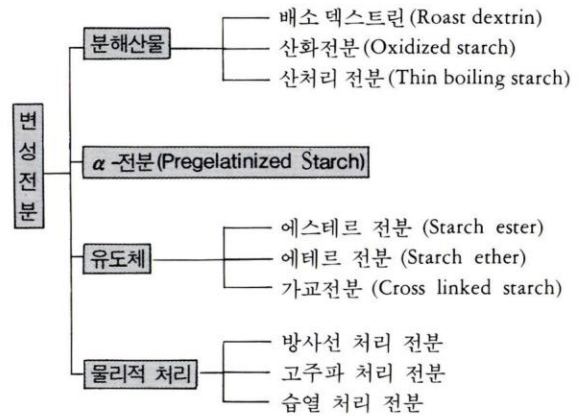 변성전분
분해산물
배소 덱스트린(Roast dextrin)
산화전분(Oxidized starch)
산처리 전분(Thin boiling starch)
α-전분(Pregelatinized Starch)
유도체
에스테르 전분 (Starch ester)
에테르 전분 (Starch ether)
가교전분 (Cross linked starch)
물리적 처리
방사선 처리 전분
고주파 처리 전분
습열 처리 전분